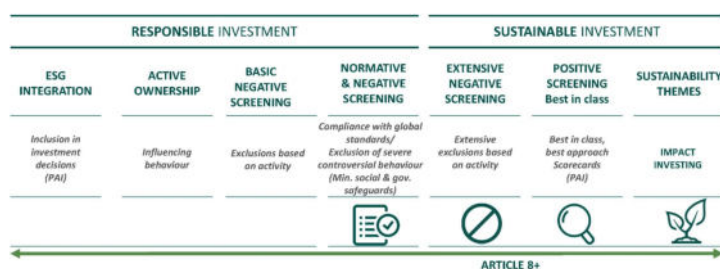 RESPONSIBLE INVESTMENT
SUSTAINABLE INVESTMENT
ESG
INTEGRATION
ACTIVE
OWNERSHIP
BASIC
NEGATIVE
SCREENING
NORMATIVE
& NEGATIVE
SCREENING
EXTENSIVE
NEGATIVE
SCREENING
POSITIVE
SCREENING
Best in class
SUSTAINABILITY
THEMES
Inclusion in
investment
decisions
(PAI)
Influencing
behaviour
Exclusions based
on activity
Compliance with global
standards/
Exclusion of severe
controversial behaviour
(Min. social & gov.
safeguards)
Extensive
exclusions based
on activity
Best in class,
best approach
Scorecards
(PAI)
IMPACT
INVESTING
ARTICLE 8+